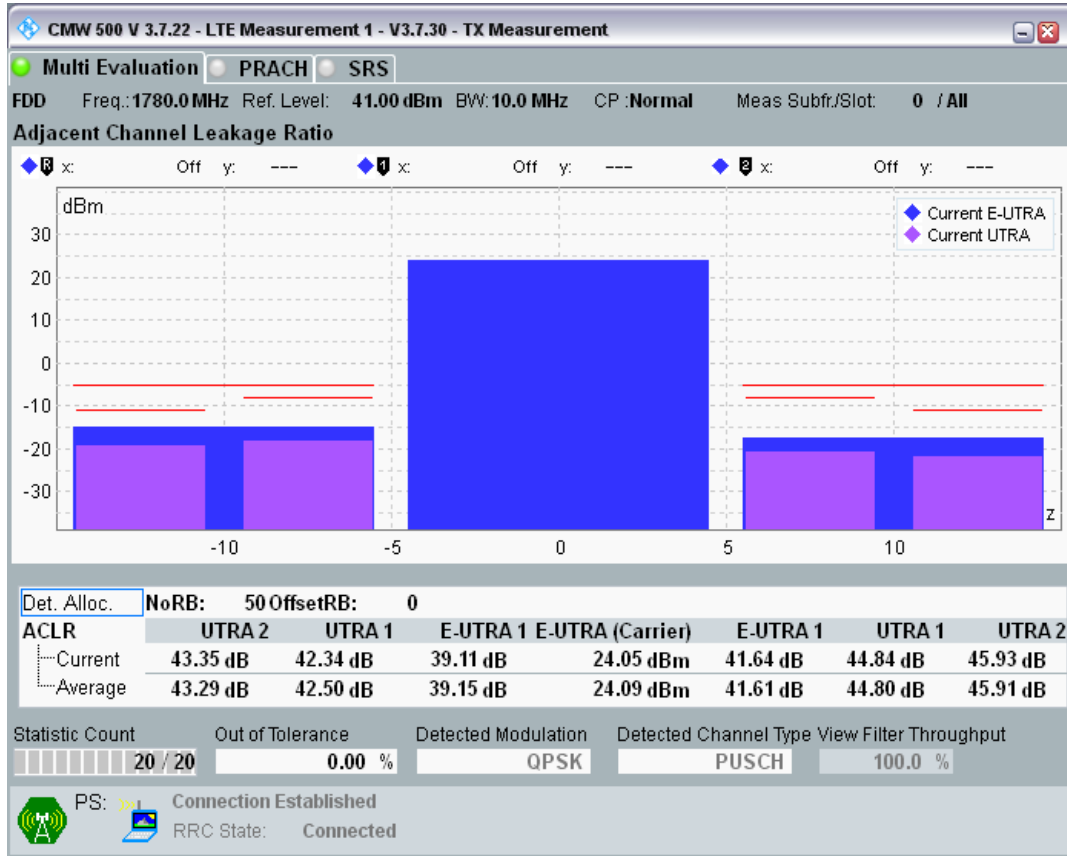 CMW 500 V 3.7.22 - LTE Measurement 1 - V3.7.30 - TX Measurement
Multi Evaluation PRACH SRS
FDD Freq.: 1780.0 MHz Ref. Level: 41.00 dBm BW: 10.0 MHz CP : Normal Meas Subfr./Slot: 0 / All
Adjacent Channel Leakage Ratio
R x: Off y: --- 1 x: Off y: --- 2 x: Off y: ---
dBm
Current E-UTRA
Current UTRA
30
20
10
0
-10
-20
-30
z
-10 -5 0 5 10
Det. Alloc. NoRB: 50 OffsetRB: 0
ACLR UTRA 2 UTRA 1 E-UTRA 1 E-UTRA (Carrier) E-UTRA 1 UTRA 1 UTRA 2
Current 43.35 dB 42.34 dB 39.11 dB 24.05 dBm 41.64 dB 44.84 dB 45.93 dB
Average 43.29 dB 42.50 dB 39.15 dB 24.09 dBm 41.61 dB 44.80 dB 45.91 dB
Statistic Count Out of Tolerance Detected Modulation Detected Channel Type View Filter Throughput
20 / 20 0.00 % QPSK PUSCH 100.0 %
PS: Connection Established
RRC State: Connected